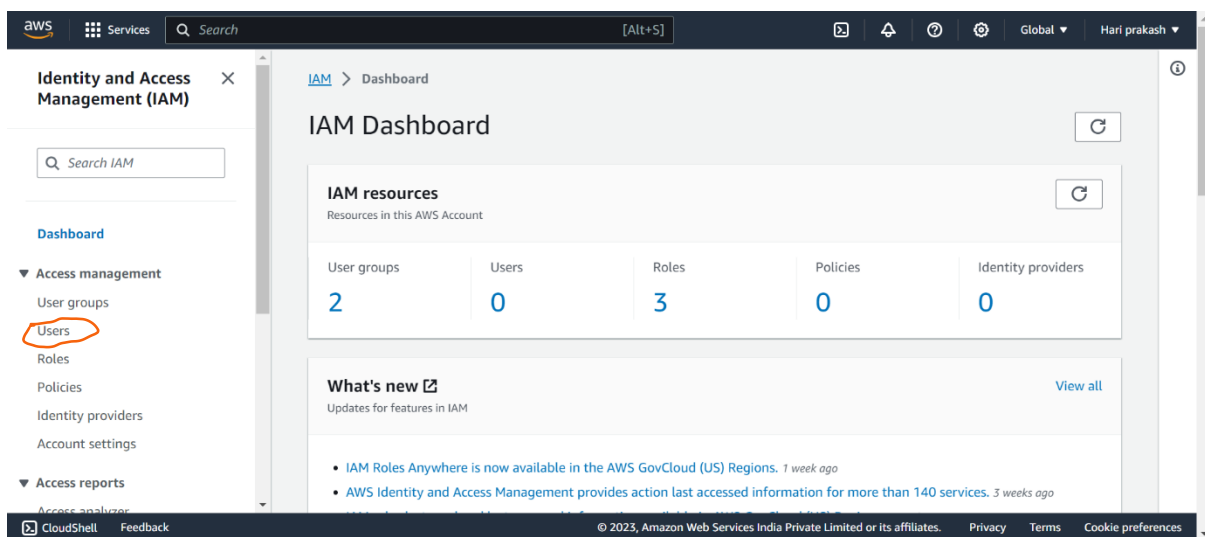 aws Services Search [Alt+S] Global Hari prakash
Identity and Access
Management (IAM)
Search IAM
Dashboard
Access management
User groups
Users
Roles
Policies
Identity providers
Account settings
Access reports
Access analyzer
IAM > Dashboard
IAM Dashboard
IAM resources
Resources in this AWS Account
User groups Users Roles Policies Identity providers
2 0 3 0 0
What's new View all
Updates for features in IAM
• IAM Roles Anywhere is now available in the AWS GovCloud (US) Regions. 1 week ago
• AWS Identity and Access Management provides action last accessed information for more than 140 services. 3 weeks ago
CloudShell Feedback © 2023, Amazon Web Services India Private Limited or its affiliates. Privacy Terms Cookie preferences